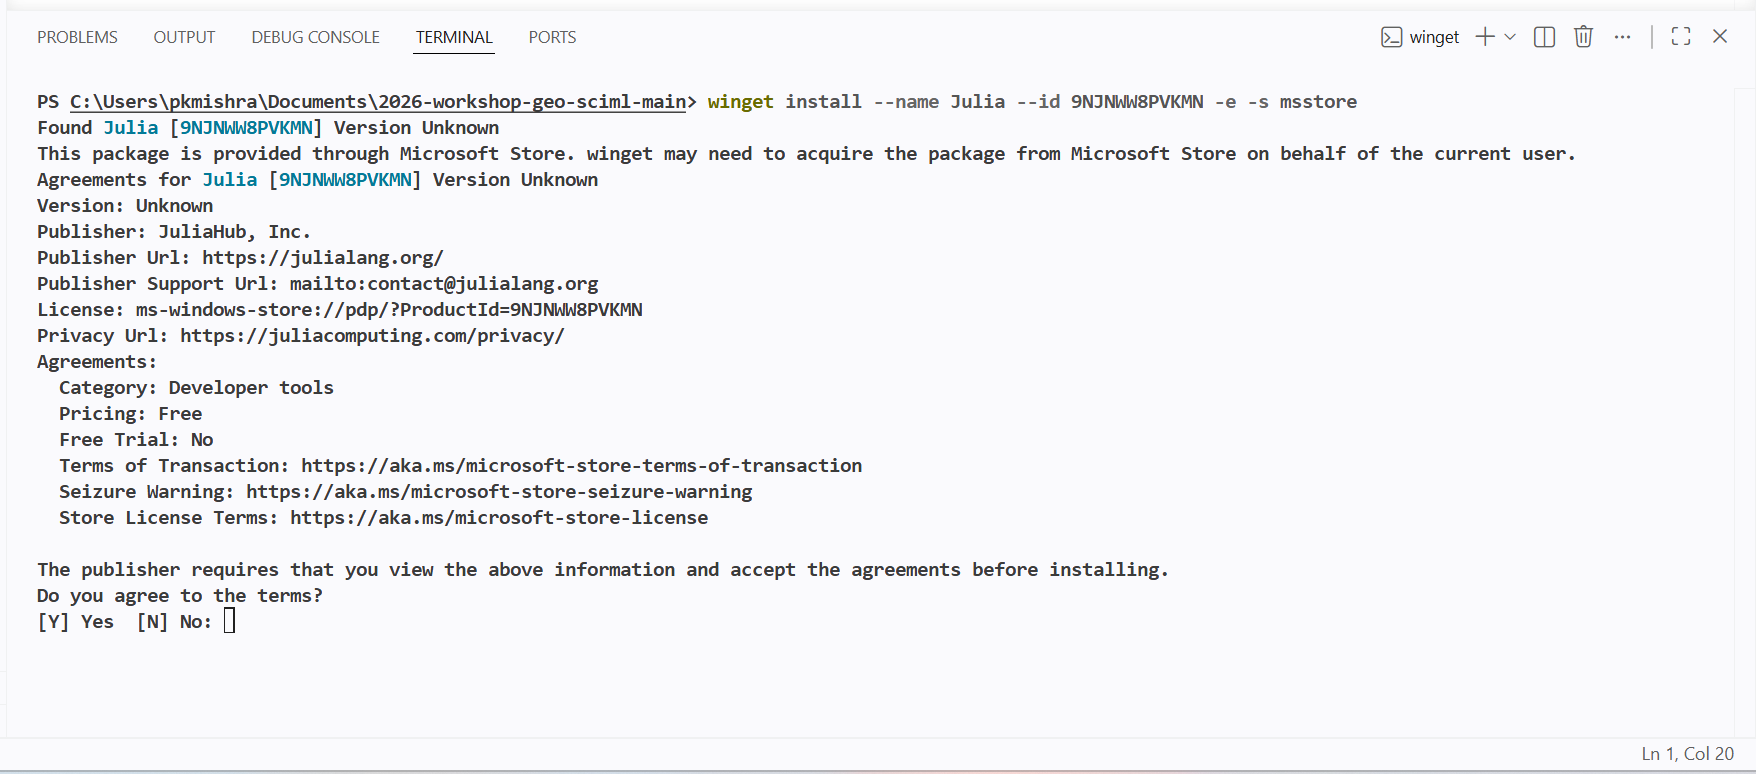 PROBLEMS OUTPUT DEBUG CONSOLE TERMINAL PORTS winget
PS C:\Users\pkmishra\Documents\2026-workshop-geo-sciml-main> winget install --name Julia --id 9NJNWW8PVKMN -e -s msstore
Found Julia [9NJNWW8PVKMN] Version Unknown
This package is provided through Microsoft Store. winget may need to acquire the package from Microsoft Store on behalf of the current user.
Agreements for Julia [9NJNWW8PVKMN] Version Unknown
Version: Unknown
Publisher: JuliaHub, Inc.
Publisher Url: https://julialang.org/
Publisher Support Url: mailto:contact@julialang.org
License: ms-windows-store://pdp/?ProductId=9NJNWW8PVKMN
Privacy Url: https://juliacomputing.com/privacy/
Agreements:
  Category: Developer tools
  Pricing: Free
  Free Trial: No
  Terms of Transaction: https://aka.ms/microsoft-store-terms-of-transaction
  Seizure Warning: https://aka.ms/microsoft-store-seizure-warning
  Store License Terms: https://aka.ms/microsoft-store-license
The publisher requires that you view the above information and accept the agreements before installing.
Do you agree to the terms?
[Y] Yes  [N] No:
Ln 1, Col 20